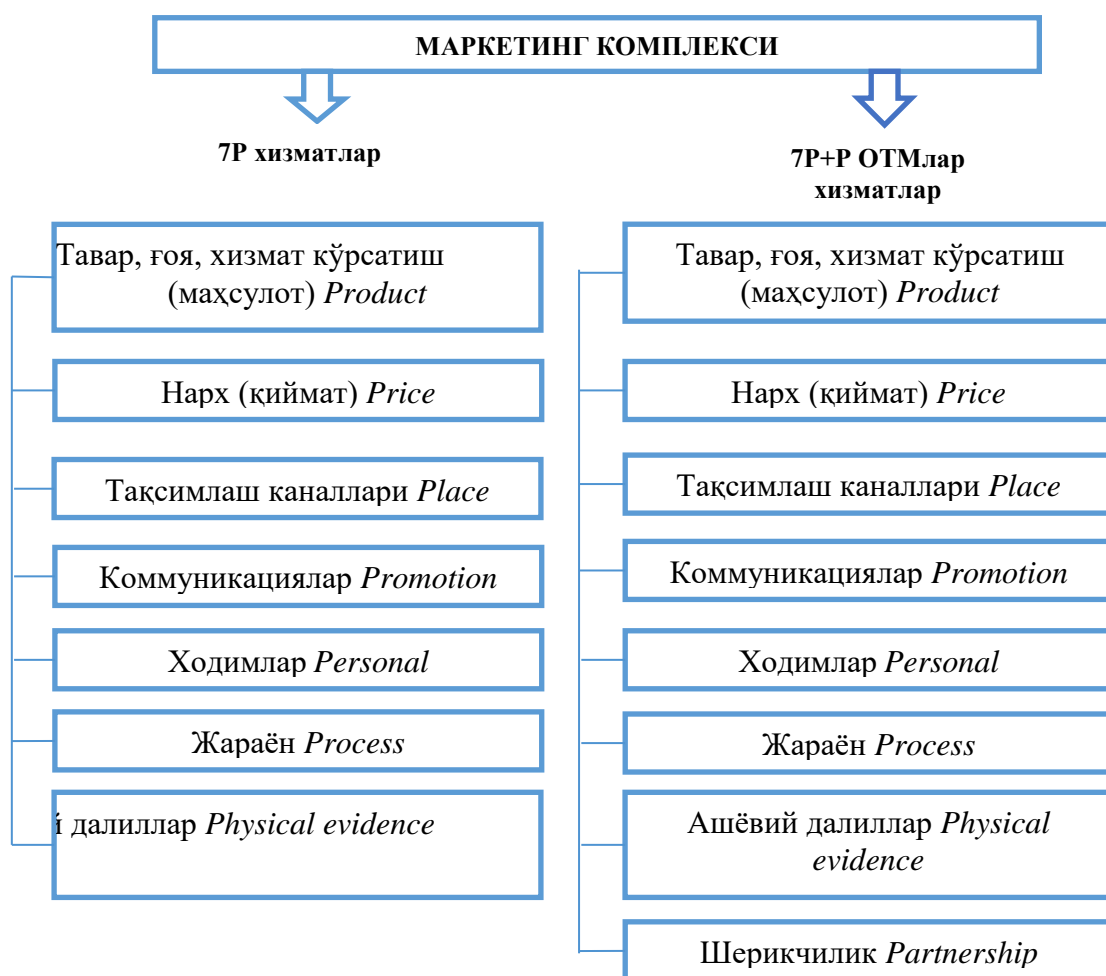 МАРКЕТИНГ КОМПЛЕКСИ
7Р хизматлар
Тавар, ғоя, хизмат кўрсатиш
(маҳсулот) Product
Нарх (қиймат) Price
Тақсимлаш каналлари Place
Коммуникациялар Promotion
Ходимлар Personal
Жараён Process
далиллар Physical evidence
7Р+Р ОТМлар
хизматлар
Тавар, ғоя, хизмат кўрсатиш
(маҳсулот) Product
Нарх (қиймат) Price
Тақсимлаш каналлари Place
Коммуникациялар Promotion
Ходимлар Personal
Жараён Process
Ашёвий далиллар Physical
evidence
Шерикчилик Partnership